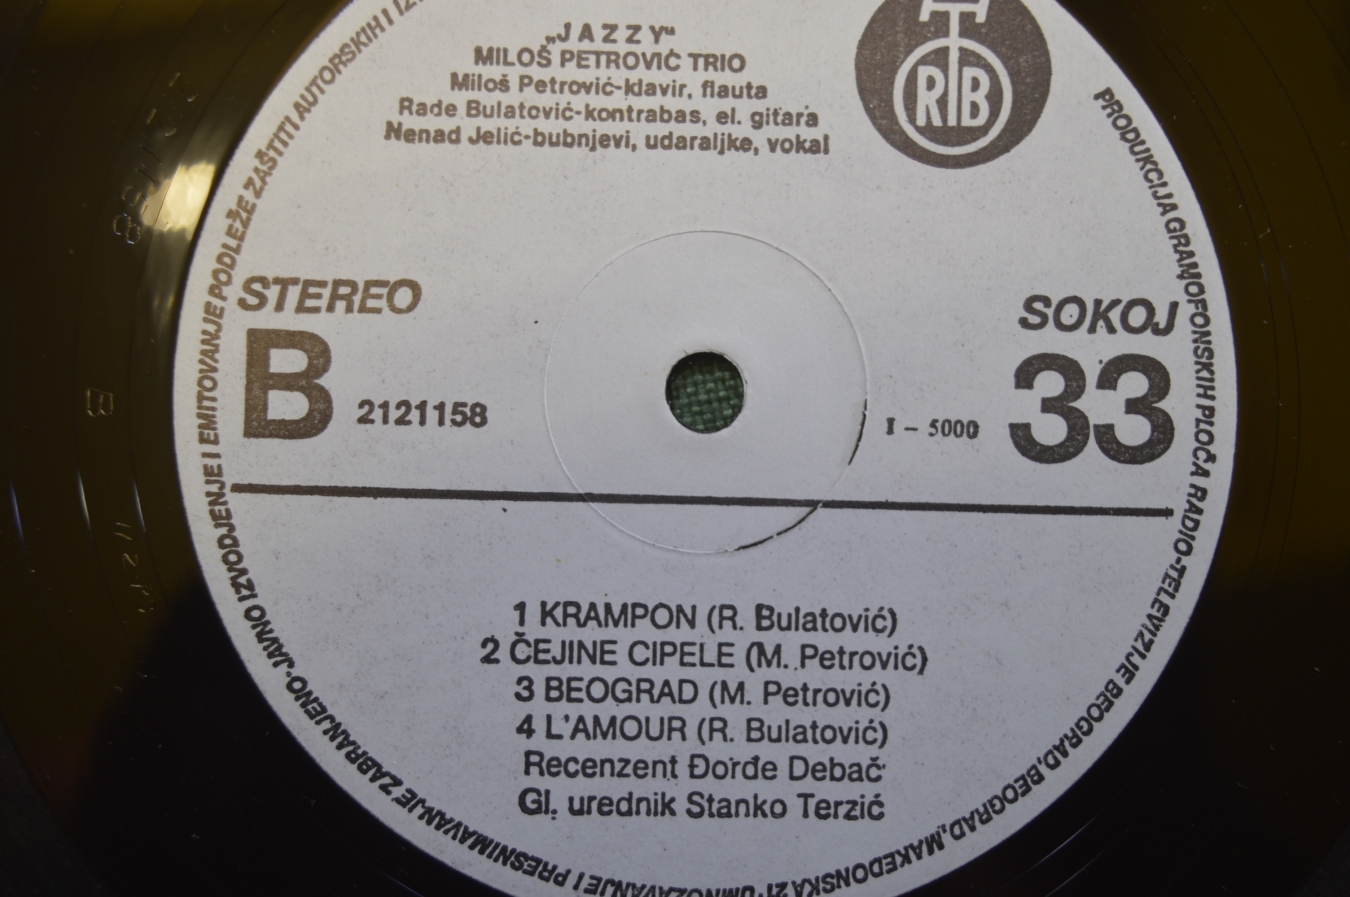 „JAZZY“
MILOŠ PETROVIĆ TRIO
Miloš Petrović-klavir, flauta
Rade Bulatović-kontrabas, el. gitara
Nenad Jelić-bubnjevi, udaraljke, vokal
RTB
STEREO
B 2121158
SOKOJ
I – 5000 33
1 KRAMPON (R. Bulatović)
2 ČEJINE CIPELE (M. Petrović)
3 BEOGRAD (M. Petrović)
4 L'AMOUR (R. Bulatović)
Recenzent Đorđe Debač
Gl. urednik Stanko Terzić
PRODUKCIJA GRAMOFONSKIH PLOČA RADIO-TELEVIZIJE BEOGRAD, BEOGRAD, MAKEDONSKA 21·UMNOŽAVANJE I PRESNIMAVANJE ZABRANJENO·JAVNO IZVODJENJE I EMITOVANJE PODLEŽE ZAŠTITI AUTORSKIH I
B